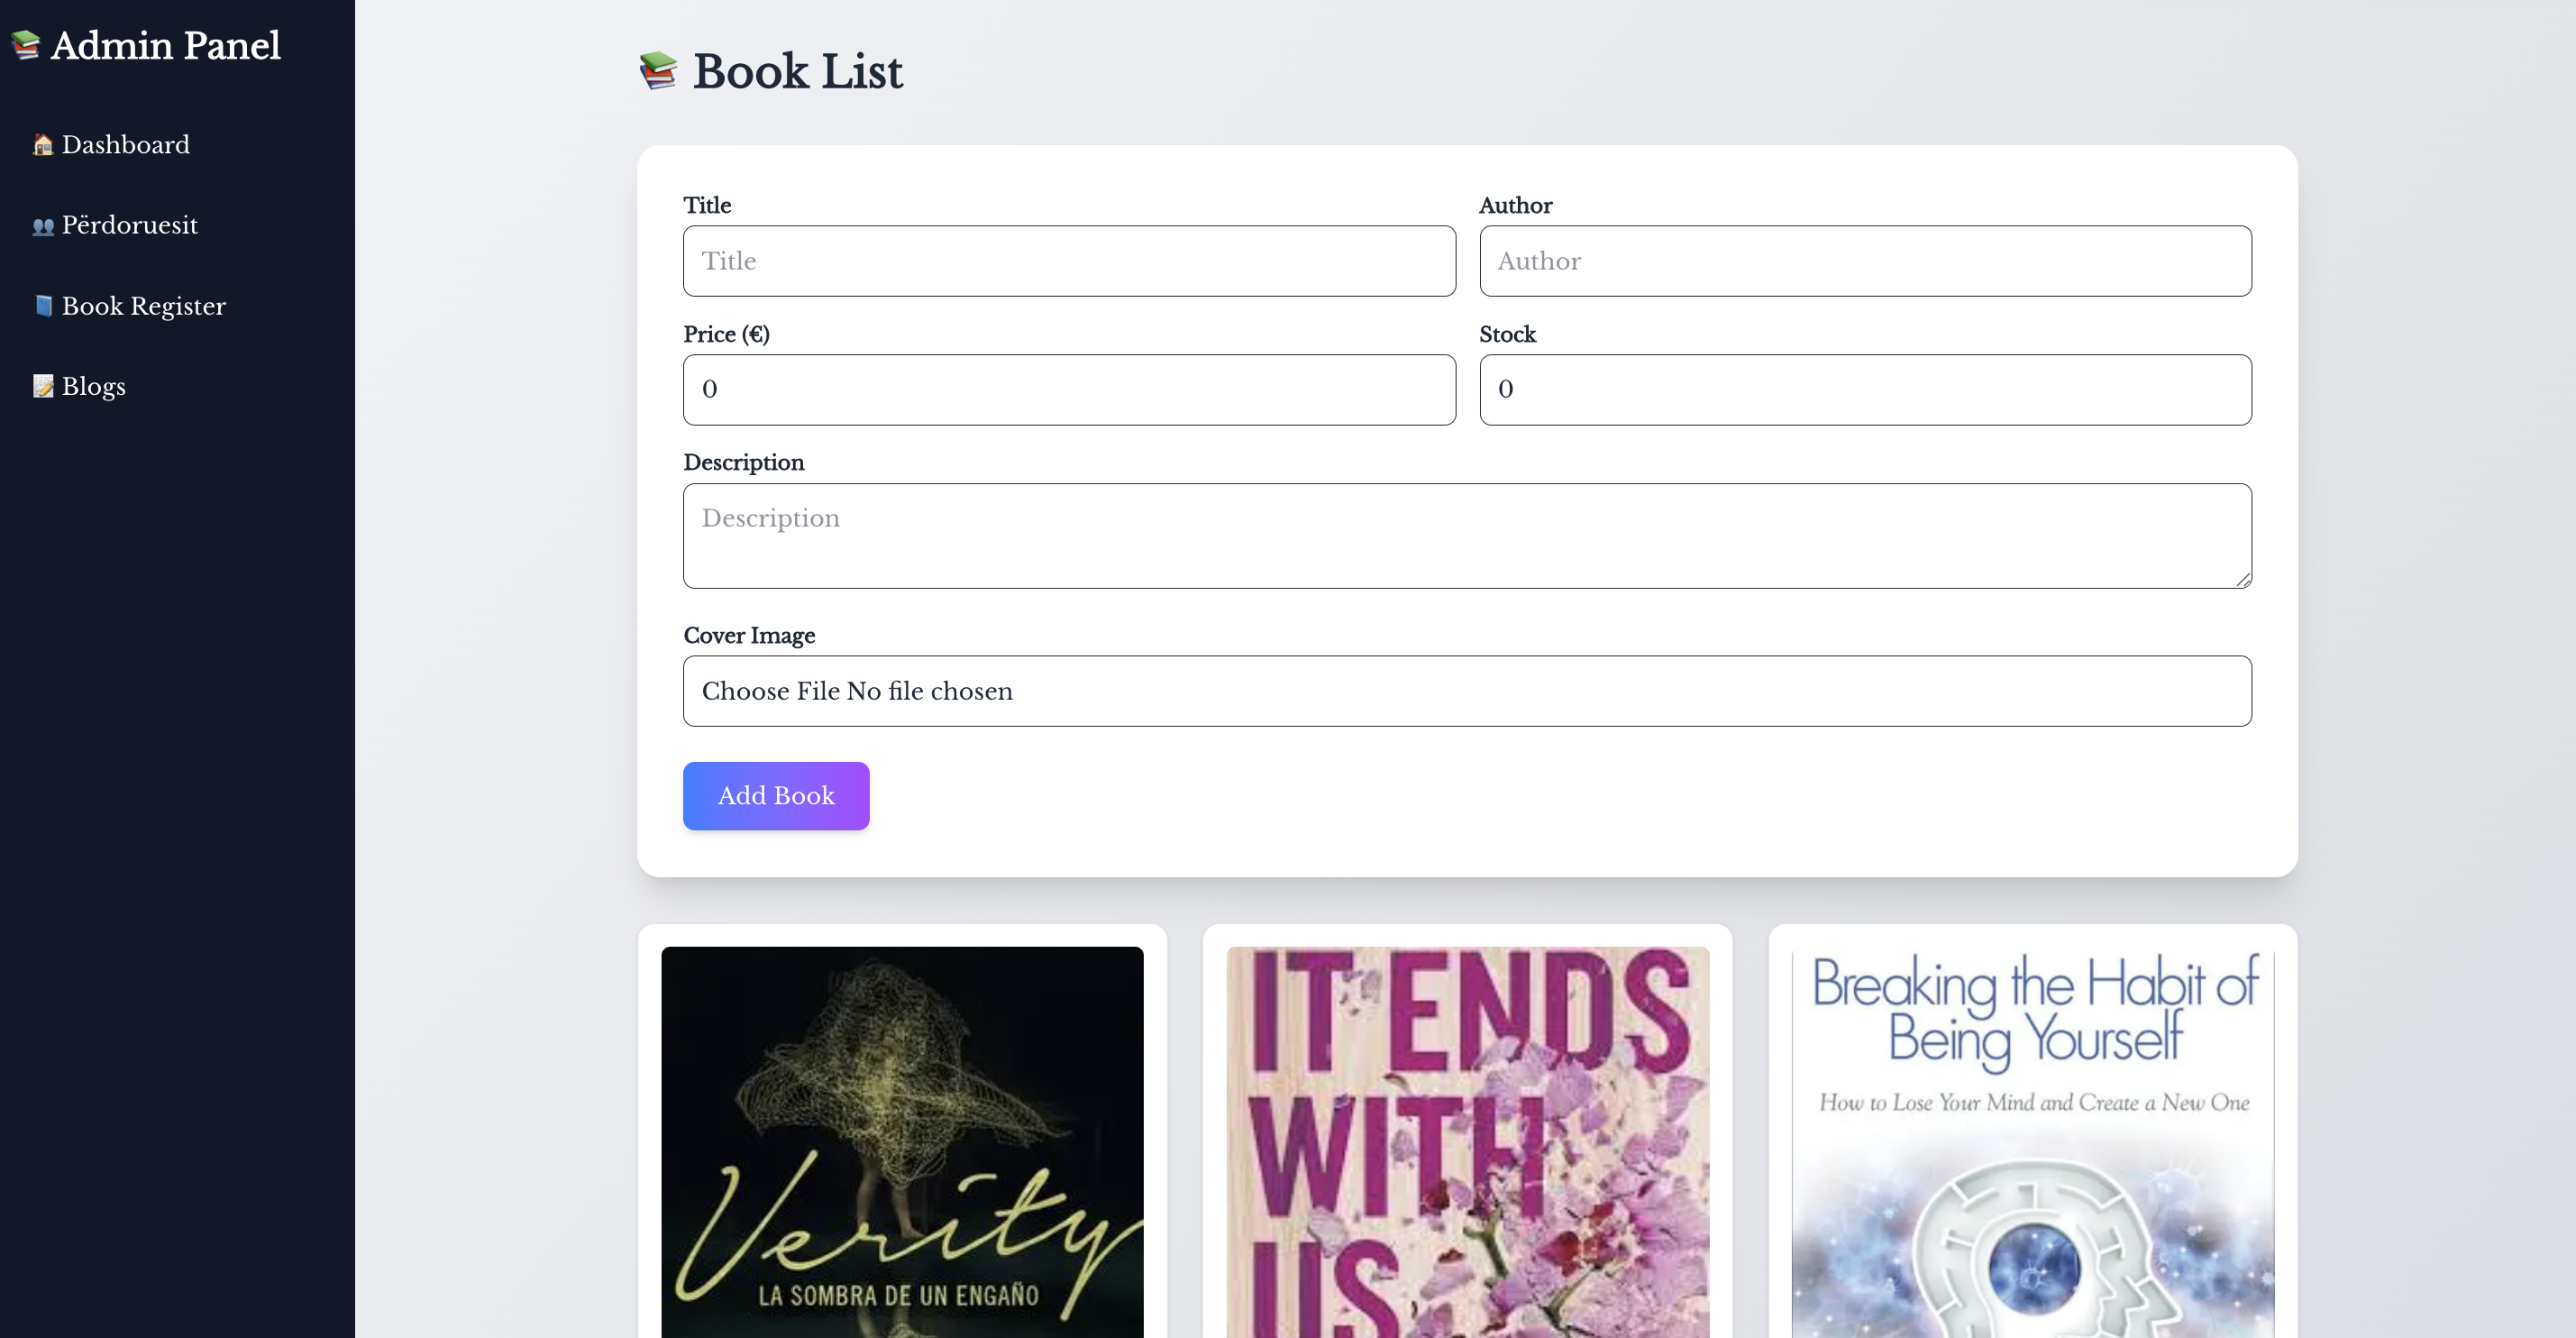 📚 Admin Panel
🏠 Dashboard
👥 Përdoruesit
📘 Book Register
📝 Blogs
📚 Book List
Title
Author
Title
Author
Price (€)
Stock
0
0
Description
Description
Cover Image
Choose File No file chosen
Add Book
Verity
LA SOMBRA DE UN ENGAÑO
IT ENDS
WITH
US
Breaking the Habit of
Being Yourself
How to Lose Your Mind and Create a New One